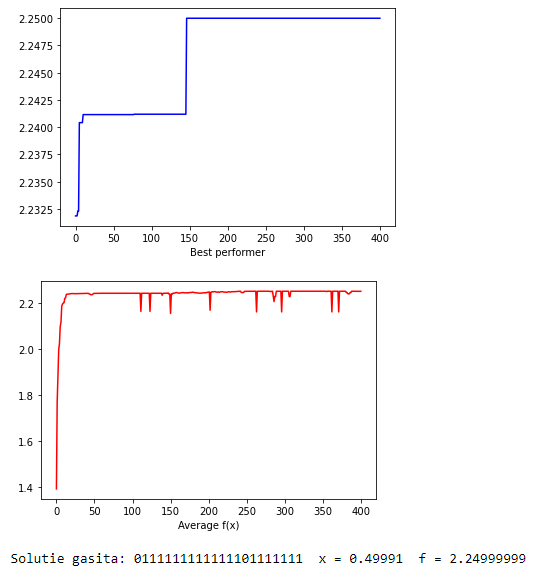 2.2500
2.2475
2.2450
2.2425
2.2400
2.2375
2.2350
2.2325
0 50 100 150 200 250 300 350 400
Best performer
2.2
2.0
1.8
1.6
1.4
0 50 100 150 200 250 300 350 400
Average f(x)
Solutie gasita: 0111111111111101111111 x = 0.49991 f = 2.24999999